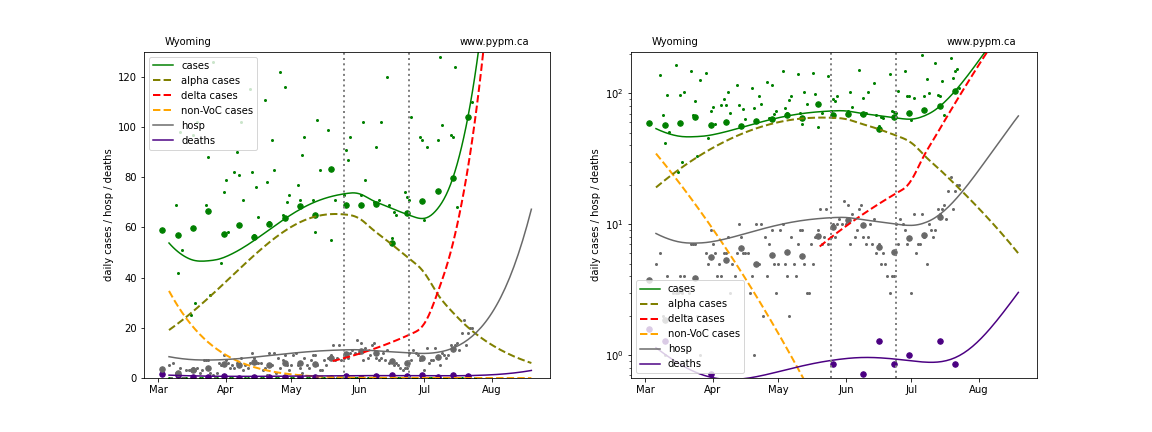 Wyoming
www.pypm.ca
cases
alpha cases
delta cases
non-VoC cases
hosp
deaths
daily cases / hosp / deaths
120
100
80
60
40
20
0
Mar
Apr
May
Jun
Jul
Aug
Wyoming
www.pypm.ca
daily cases / hosp / deaths
10²
10¹
10⁰
cases
alpha cases
delta cases
non-VoC cases
hosp
deaths
Mar
Apr
May
Jun
Jul
Aug